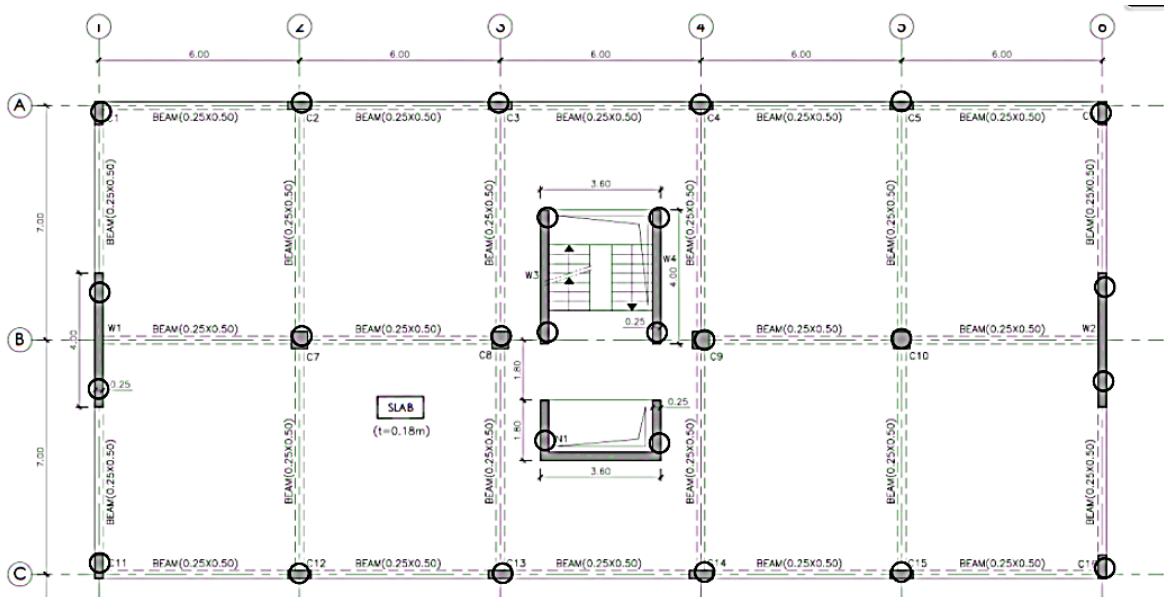 1 2 3 4 5 6
6.00 6.00 6.00 6.00 6.00
A
C1 BEAM(0.25X0.50) C2 BEAM(0.25X0.50) C3 BEAM(0.25X0.50) C4 BEAM(0.25X0.50) C5 BEAM(0.25X0.50)
7.00
BEAM(0.25X0.50)
BEAM(0.25X0.50)
BEAM(0.25X0.50)
BEAM(0.25X0.50)
BEAM(0.25X0.50)
BEAM(0.25X0.50)
3.60
W3
W4
4.00
0.25
B
4.00
W1
BEAM(0.25X0.50) BEAM(0.25X0.50) BEAM(0.25X0.50) BEAM(0.25X0.50)
W2
C7 C8 C9 C10
0.25
1.80
SLAB
(t=0.18m)
0.25
1.80
N1
3.60
7.00
BEAM(0.25X0.50)
BEAM(0.25X0.50)
BEAM(0.25X0.50)
BEAM(0.25X0.50)
BEAM(0.25X0.50)
BEAM(0.25X0.50)
C11 BEAM(0.25X0.50) C12 BEAM(0.25X0.50) C13 BEAM(0.25X0.50) C14 BEAM(0.25X0.50) C15 BEAM(0.25X0.50)
C